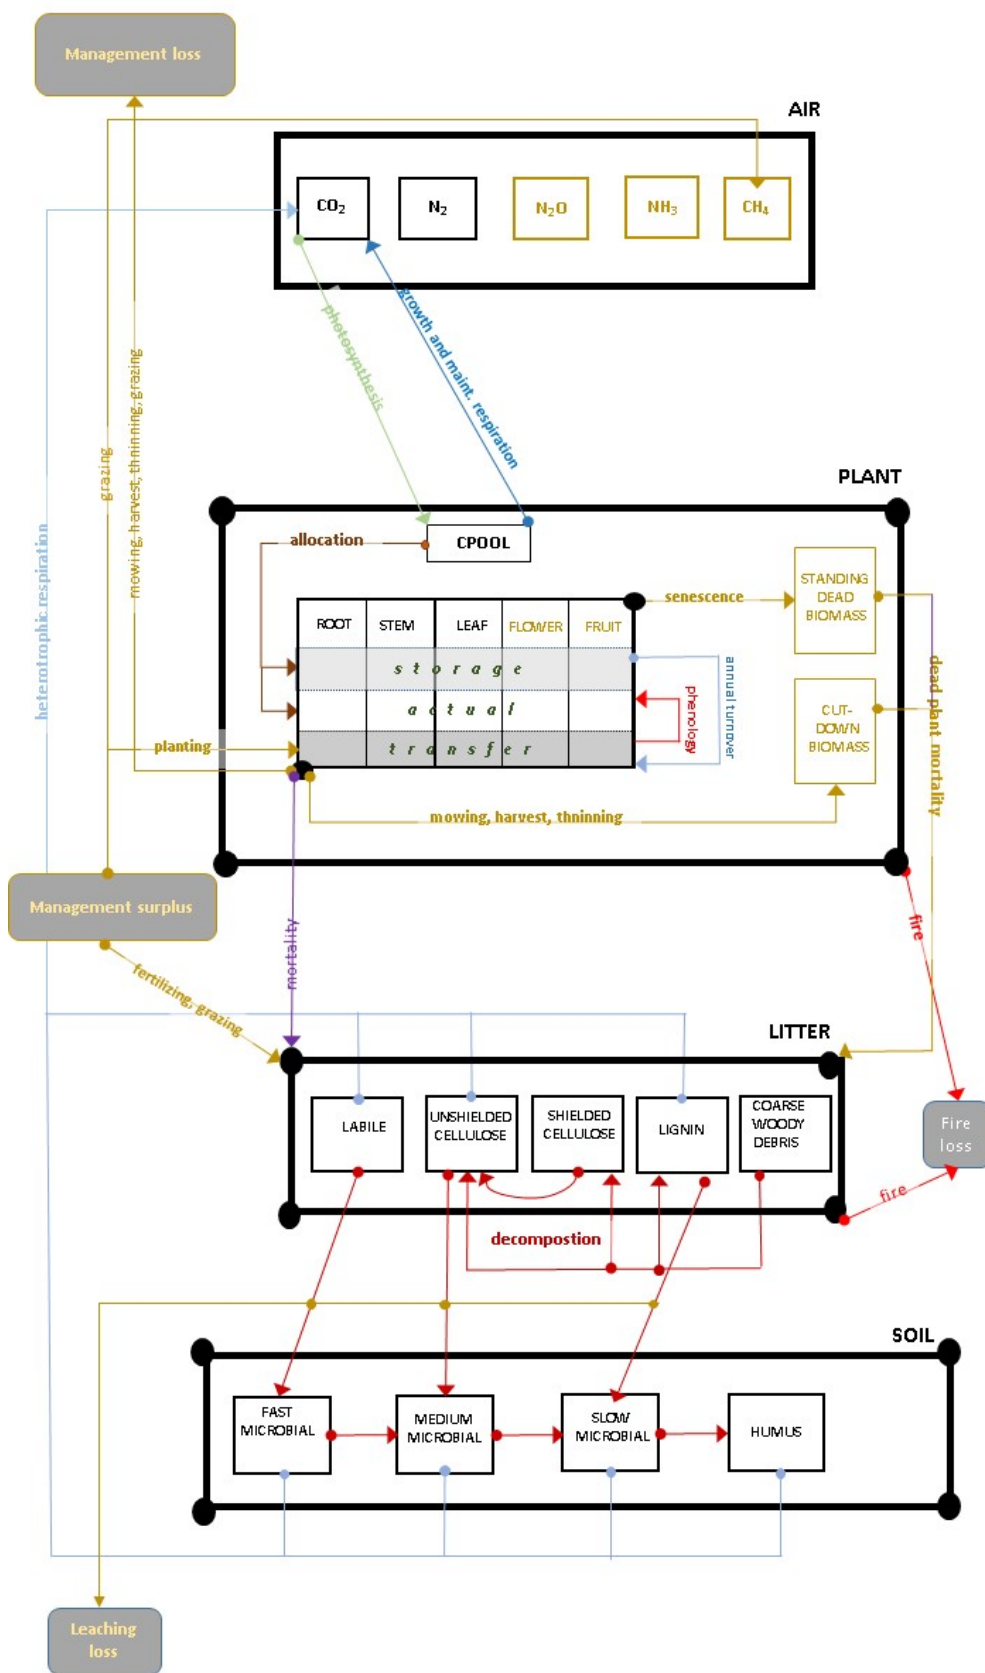 Management loss
AIR
CO₂
N₂
N₂O
NH₃
CH₄
photosynthesis
growth and maint. respiration
mowing, harvest, thninning, grazing
grazing
heterotrophic respiration
PLANT
CPOOL
allocation
ROOT
STEM
LEAF
FLOWER
FRUIT
storage
actual
transfer
senescence
STANDING
DEAD
BIOMASS
annual turnover
phenology
CUT-
DOWN
BIOMASS
dead plant mortality
planting
mowing, harvest, thninning
Management surplus
mortality
fire
fertilizing, grazing
LITTER
LABILE
UNSHIELDED
CELLULOSE
SHIELDED
CELLULOSE
LIGNIN
COARSE
WOODY
DEBRIS
Fire
loss
fire
decompostion
SOIL
FAST
MICROBIAL
MEDIUM
MICROBIAL
SLOW
MICROBIAL
HUMUS
Leaching
loss